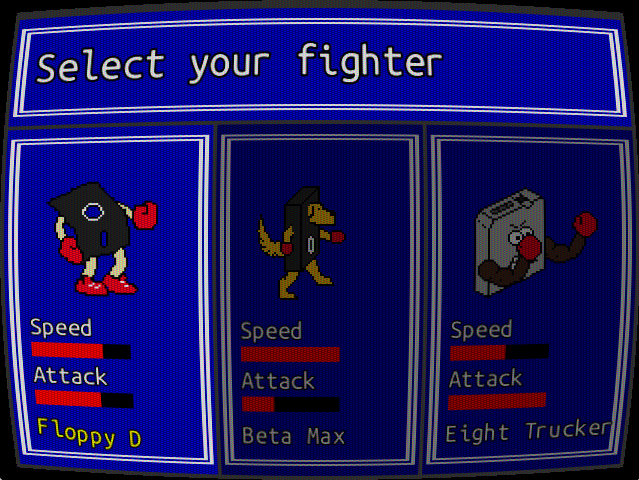 Select your fighter
Speed
Attack
Floppy D
Speed
Attack
Beta Max
Speed
Attack
Eight Trucker